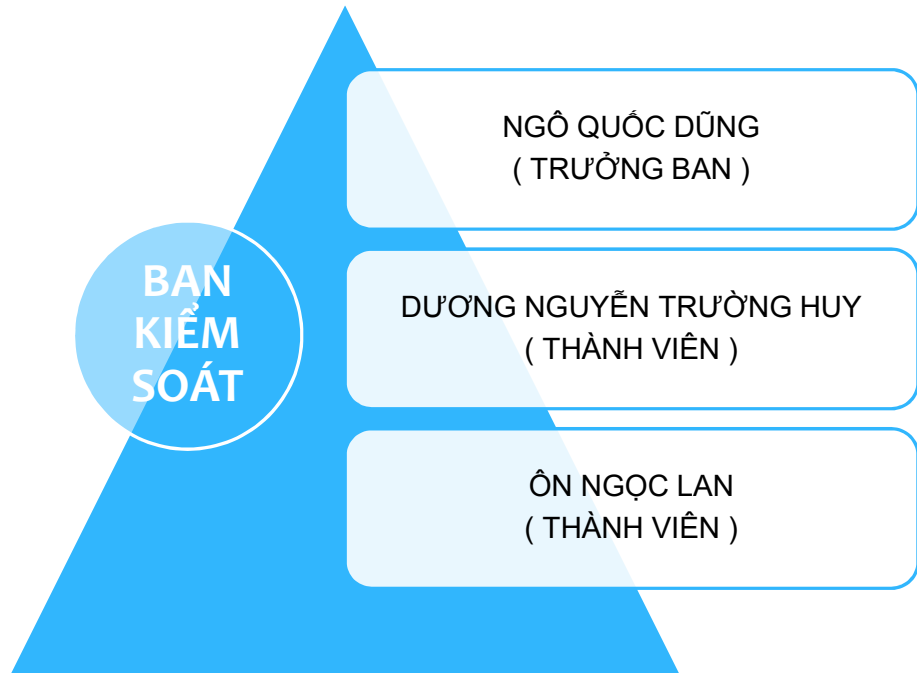 NGÔ QUỐC DŨNG
( TRƯỞNG BAN )
BAN
KIỂM
SOÁT
DƯƠNG NGUYỄN TRƯỜNG HUY
( THÀNH VIÊN )
ÔN NGỌC LAN
( THÀNH VIÊN )